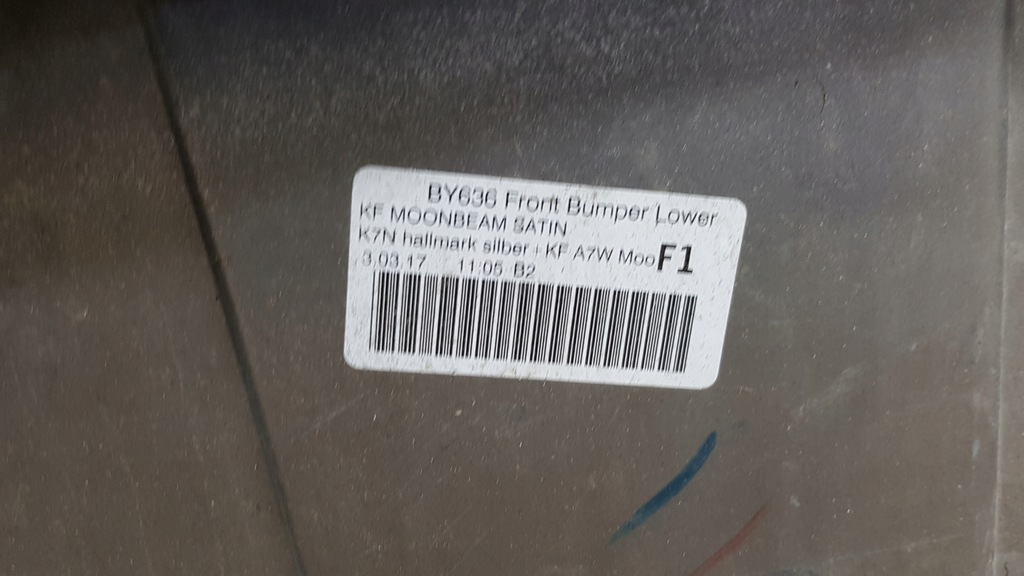 BY636 Front Bumper Lower
KF MOONBEAM SATIN
K7N hallmark silber + KF A7W Moo F1
3.03.17 11:05 B2